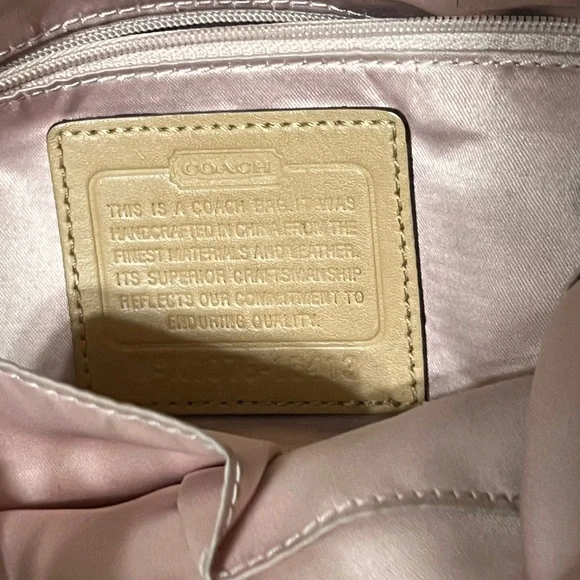 COACH
THIS IS A COACH BAG. IT WAS
HANDCRAFTED IN CHINA FROM THE
FINEST MATERIALS AND LEATHER.
ITS SUPERIOR CRAFTSMANSHIP
REFLECTS OUR COMMITMENT TO
ENDURING QUALITY.